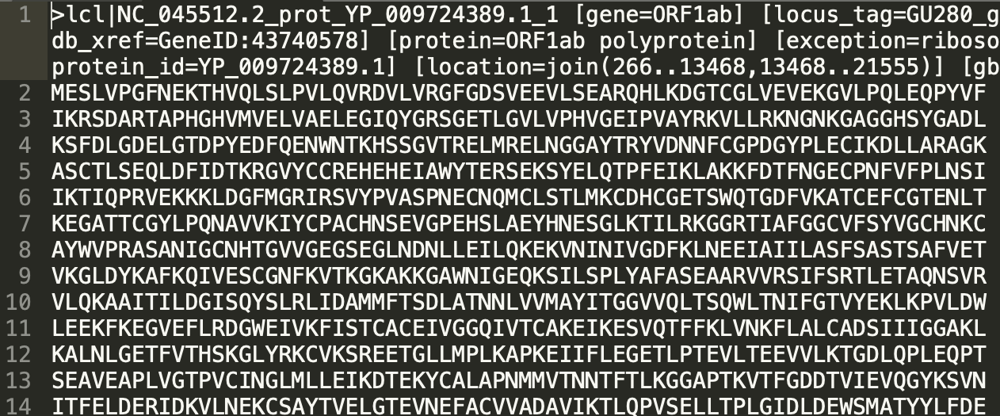 1 >lcl|NC_045512.2_prot_YP_009724389.1_1 [gene=ORF1ab] [locus_tag=GU280_g
db_xref=GeneID:43740578] [protein=ORF1ab polyprotein] [exception=riboso
protein_id=YP_009724389.1] [location=join(266..13468,13468..21555)] [gb
2 MESLVPGFNEKTHVQLSLPVLQVRDVLVRGFGDSVEEVLSEARQHLKDGTCGLVEVEKGVLPQLEQPYVF
3 IKRSDARTAPHGHVMVELVAELEGIQYGRSGETLGVLVPHVGEIPVAYRKVLLRKNGNKGAGGHSYGADL
4 KSFDLGDELGTDPYEDFQENWNTKHSSGVTRELMRELNGGAYTRYVDNNFCGPDGYPLECIKDLLARAGK
5 ASCTLSEQLDFIDTKRGVYCCREHEHEIAWYTERSEKSYELQTPFEIKLAKKFDTFNGECPNFVFPLNSI
6 IKTIQPRVEKKKLDGFMGRIRSVYPVASPNECNQMCLSTLMKCDHCGETSWQTGDFVKATCEFCGTENLT
7 KEGATTCGYLPQNAVVKIYCPACHNSEVGPEHSLAEYHNESGLKTILRKGGRTIAFGGCVFSYVGCHNKC
8 AYWVPRASANIGCNHTGVVGEGSEGLNDNLLEILQKEKVNINIVGDFKLNEEIAIILASFSASTSAFVET
9 VKGLDYKAFKQIVESCGNFKVTKGKAKKGAWNIGEQKSILSPLYAFASEAARVVRSIFSRTLETAQNSVR
10 VLQKAAITILDGISQYSLRLIDAMMFTSDLATNNLVVMAYITGGVVQLTSQWLTNIFGTVYEKLKPVLDW
11 LEEKFKEGVEFLRDGWEIVKFISTCACEIVGGQIVTCAKEIKESVQTFFKLVNKFLALCADSIIIGGAKL
12 KALNLGETFVTHSKGLYRKCVKSREETGLLMPLKAPKEIIFLEGETLPTEVLTEEVVLKTGDLQPLEQPT
13 SEAVEAPLVGTPVCINGLMLLEIKDTEKYCALAPNMMVTNNTFTLKGGAPTKVTFGDDTVIEVQGYKSVN
14 ITFELDERIDKVLNEKCSAYTVELGTEVNEFACVVADAVIKTLQPVSELLTPLGIDLDEWSMATYYLFDE